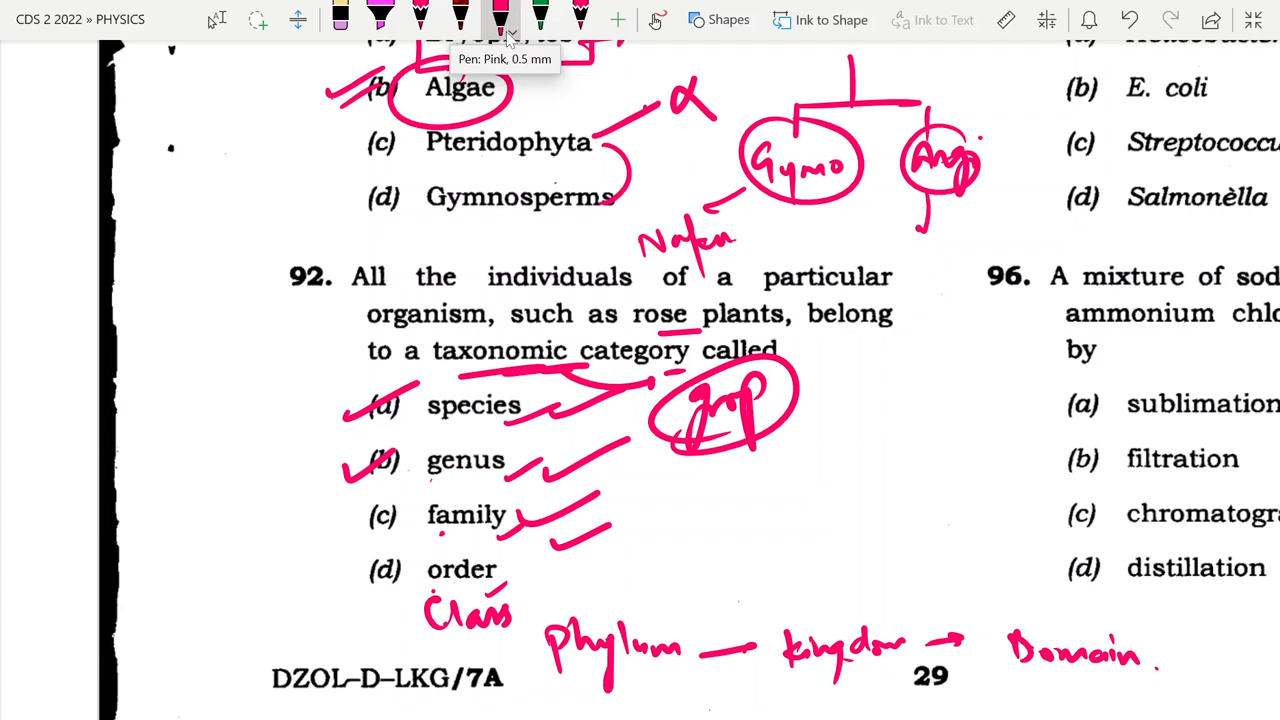 CDS 2 2022 » PHYSICS
Shapes
Ink to Shape
Ink to Text
Pen: Pink, 0.5 mm
(b) Algae
(c) Pteridophyta
(d) Gymnosperms
α
Gymo
Angi
92. All the individuals of a particular
organism, such as rose plants, belong
to a taxonomic category called
(a) species
(b) genus
(c) family
(d) order
grop
Class
Phylum — kingdom → Domain.
DZOL–D–LKG/7A
29
(b) E. coli
(c) Streptococcu
(d) Salmonèlla
96. A mixture of sod
ammonium chlo
by
(a) sublimation
(b) filtration
(c) chromatogra
(d) distillation